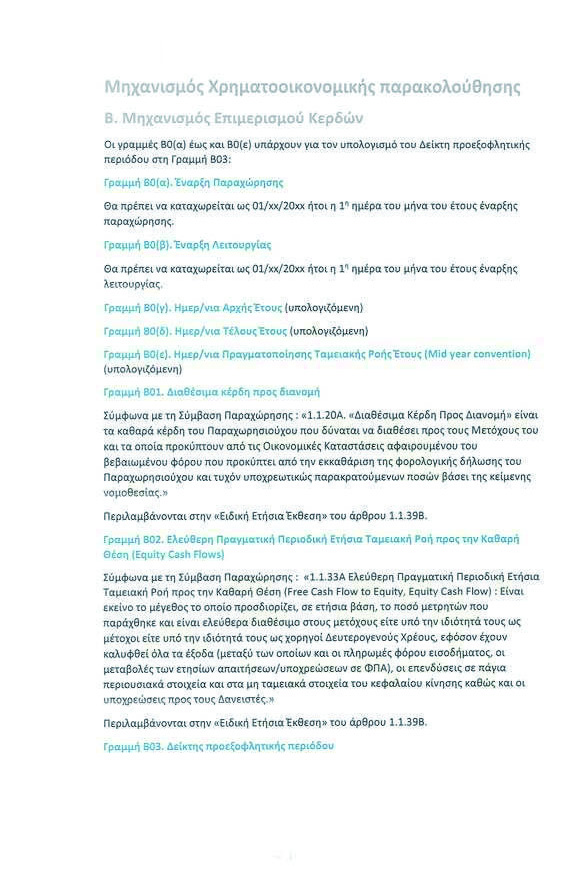 Μηχανισμός Χρηματοοικονομικής παρακολούθησης
Β. Μηχανισμός Επιμερισμού Κερδών
Οι γραμμές Β0(α) έως και Β0(ε) υπάρχουν για τον υπολογισμό του Δείκτη προεξοφλητικής
περιόδου στη Γραμμή Β03:
Γραμμή Β0(α). Έναρξη Παραχώρησης
Θα πρέπει να καταχωρείται ως 01/xx/20xx ήτοι η 1η ημέρα του μήνα του έτους έναρξης
παραχώρησης.
Γραμμή Β0(β). Έναρξη Λειτουργίας
Θα πρέπει να καταχωρείται ως 01/xx/20xx ήτοι η 1η ημέρα του μήνα του έτους έναρξης
λειτουργίας.
Γραμμή Β0(γ). Ημερ/νια Αρχής Έτους (υπολογιζόμενη)
Γραμμή Β0(δ). Ημερ/νια Τέλους Έτους (υπολογιζόμενη)
Γραμμή Β0(ε). Ημερ/νια Πραγματοποίησης Ταμειακής Ροής Έτους (Mid year convention)
(υπολογιζόμενη)
Γραμμή Β01. Διαθέσιμα κέρδη προς διανομή
Σύμφωνα με τη Σύμβαση Παραχώρησης : «1.1.20Α. «Διαθέσιμα Κέρδη Προς Διανομή» είναι
τα καθαρά κέρδη του Παραχωρησιούχου που δύναται να διαθέσει προς τους Μετόχους του
και τα οποία προκύπτουν από τις Οικονομικές Καταστάσεις αφαιρουμένου του
βεβαιωμένου φόρου που προκύπτει από την εκκαθάριση της φορολογικής δήλωσης του
Παραχωρησιούχου και τυχόν υποχρεωτικώς παρακρατούμενων ποσών βάσει της κείμενης
νομοθεσίας.»
Περιλαμβάνονται στην «Ειδική Ετήσια Έκθεση» του άρθρου 1.1.39Β.
Γραμμή Β02. Ελεύθερη Πραγματική Περιοδική Ετήσια Ταμειακή Ροή προς την Καθαρή
Θέση (Equity Cash Flows)
Σύμφωνα με τη Σύμβαση Παραχώρησης : «1.1.33Α Ελεύθερη Πραγματική Περιοδική Ετήσια
Ταμειακή Ροή προς την Καθαρή Θέση (Free Cash Flow to Equity, Equity Cash Flow) : Είναι
εκείνο το μέγεθος το οποίο προσδιορίζει, σε ετήσια βάση, το ποσό μετρητών που
παράχθηκε και είναι ελεύθερα διαθέσιμο στους μετόχους είτε υπό την ιδιότητά τους ως
μέτοχοι είτε υπό την ιδιότητά τους ως χορηγοί Δευτερογενούς Χρέους, εφόσον έχουν
καλυφθεί όλα τα έξοδα (μεταξύ των οποίων και οι πληρωμές φόρου εισοδήματος, οι
μεταβολές των ετησίων απαιτήσεων/υποχρεώσεων σε ΦΠΑ), οι επενδύσεις σε πάγια
περιουσιακά στοιχεία και στα μη ταμειακά στοιχεία του κεφαλαίου κίνησης καθώς και οι
υποχρεώσεις προς τους Δανειστές.»
Περιλαμβάνονται στην «Ειδική Ετήσια Έκθεση» του άρθρου 1.1.39Β.
Γραμμή Β03. Δείκτης προεξοφλητικής περιόδου